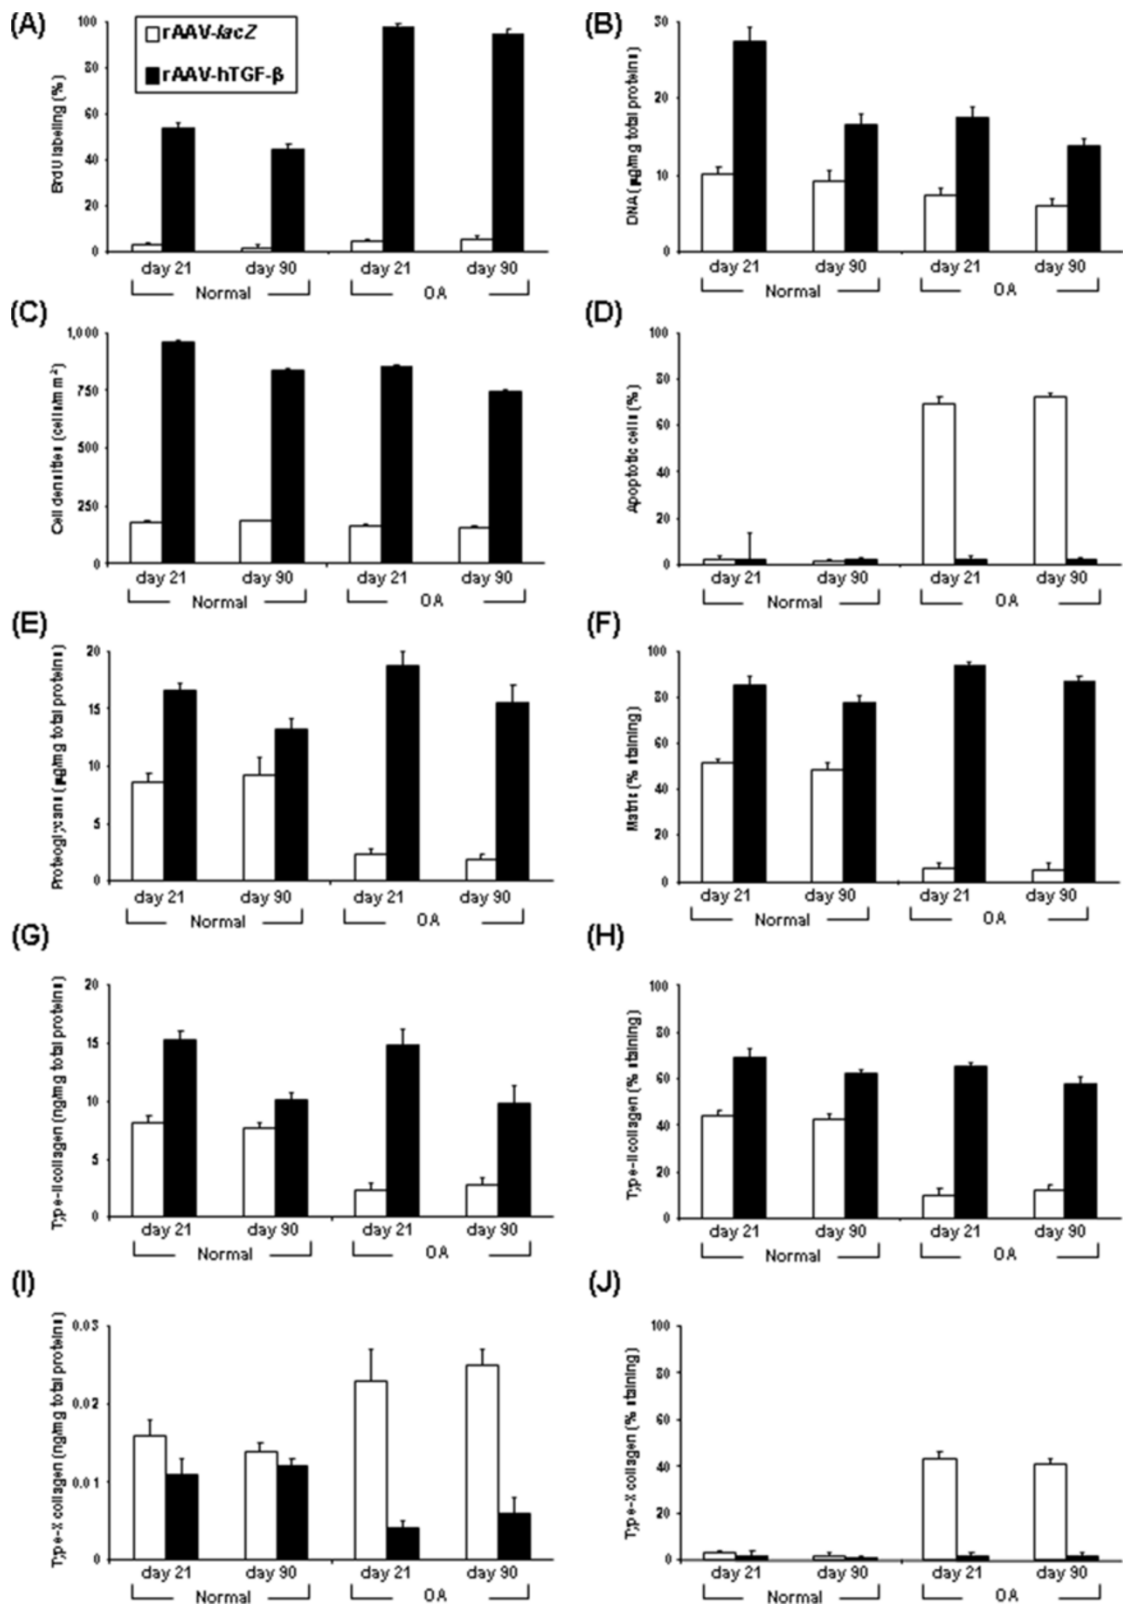 (A)
BrdU labeling (%)
100
80
60
40
20
0
rAAV-lacZ
rAAV-hTGF-β
day 21 day 90 day 21 day 90
Normal OA
(B)
DNA (µg/mg total proteins)
30
20
10
0
day 21 day 90 day 21 day 90
Normal OA
(C)
Cell densities (cells/mm²)
1,000
750
500
250
0
day 21 day 90 day 21 day 90
Normal OA
(D)
Apoptotic cells (%)
100
80
60
40
20
0
day 21 day 90 day 21 day 90
Normal OA
(E)
Proteoglycans (µg/mg total proteins)
20
15
10
5
0
day 21 day 90 day 21 day 90
Normal OA
(F)
Matrix (% staining)
100
80
60
40
20
0
day 21 day 90 day 21 day 90
Normal OA
(G)
Type-II collagen (ng/mg total proteins)
20
15
10
5
0
day 21 day 90 day 21 day 90
Normal OA
(H)
Type-II collagen (% staining)
100
80
60
40
20
0
day 21 day 90 day 21 day 90
Normal OA
(I)
Type-X collagen (ng/mg total proteins)
0.03
0.02
0.01
0
day 21 day 90 day 21 day 90
Normal OA
(J)
Type-X collagen (% staining)
100
80
60
40
20
0
day 21 day 90 day 21 day 90
Normal OA